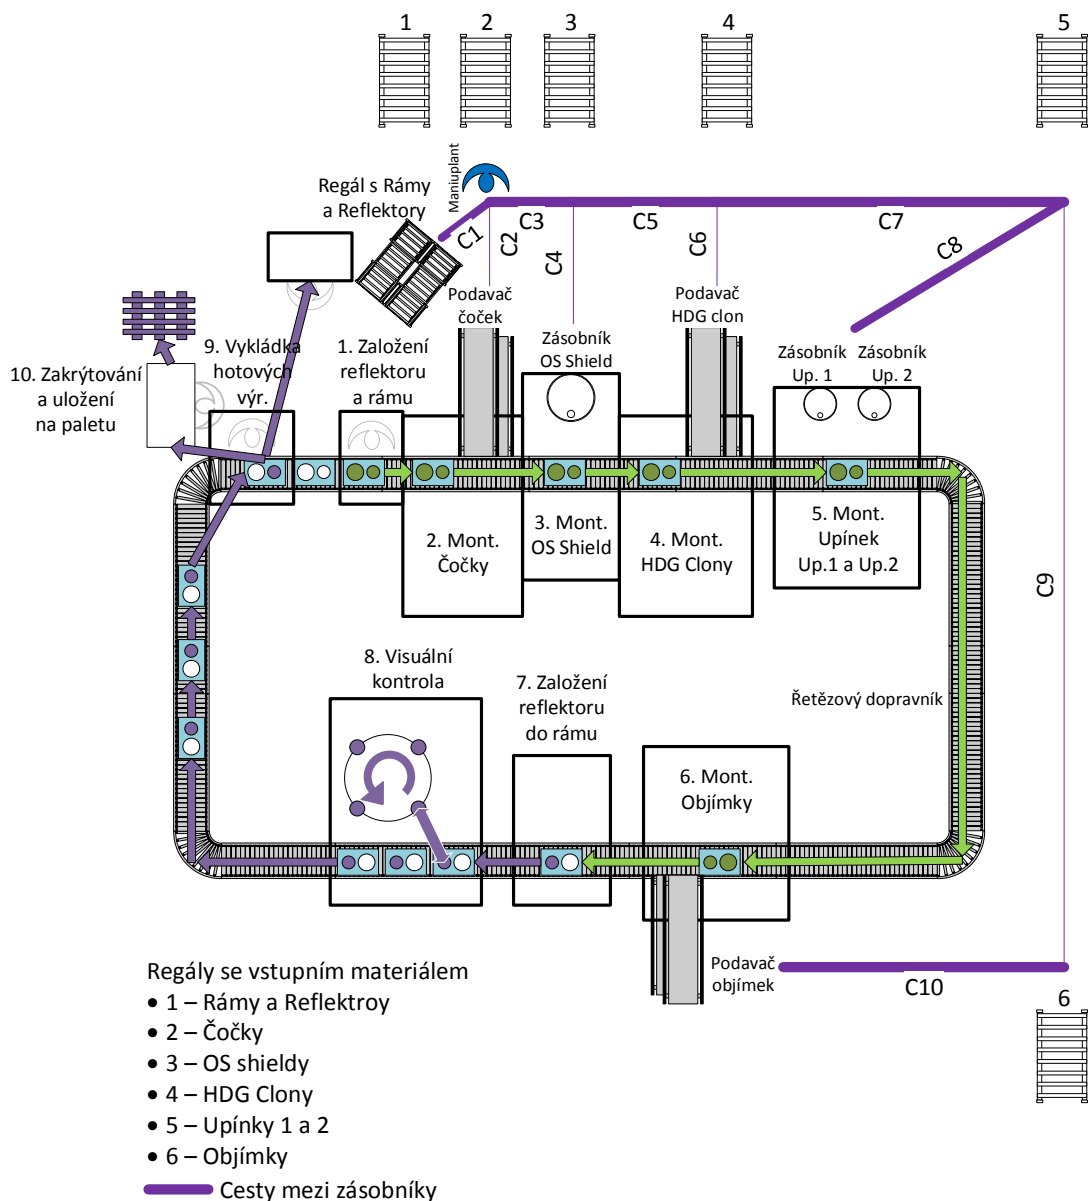 1
2
3
4
5
Maniuplant
Regál s Rámy
a Reflektory
C1
C2
C3
C4
C5
C6
C7
C8
Podavač
čoček
Zásobník
OS Shield
Podavač
HDG clon
Zásobník
Up. 1
Zásobník
Up. 2
9. Vykládka
hotových
výr.
1. Založení
reflektoru
a rámu
10. Zakrýtování
a uložení
na paletu
2. Mont.
Čočky
3. Mont.
OS Shield
4. Mont.
HDG Clony
5. Mont.
Upínek
Up.1 a Up.2
C9
8. Visuální
kontrola
7. Založení
reflektoru
do rámu
Řetězový dopravník
6. Mont.
Objímky
Podavač
objímek
C10
6
Regály se vstupním materiálem
• 1 – Rámy a Reflektroy
• 2 – Čočky
• 3 – OS shieldy
• 4 – HDG Clony
• 5 – Upínky 1 a 2
• 6 – Objímky
Cesty mezi zásobníky